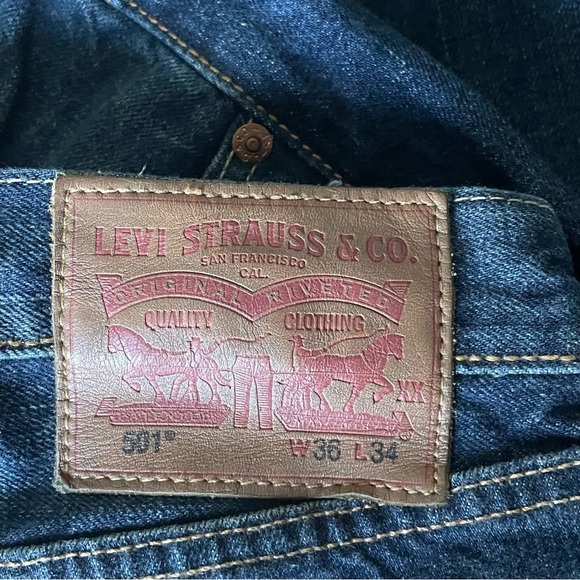 LEVI STRAUSS & CO.
SAN FRANCISCO
CAL.
ORIGINAL RIVETED
QUALITY CLOTHING
XX
501®
W36 L34